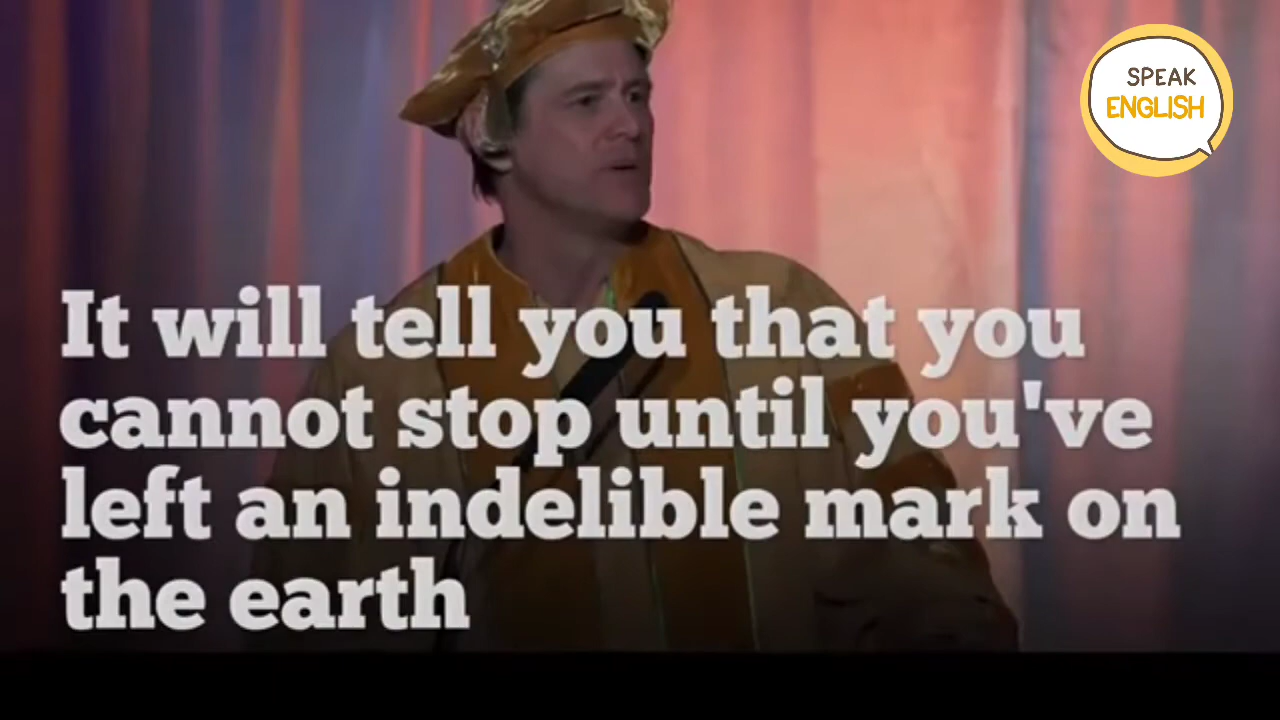 SPEAK
ENGLISH
It will tell you that you
cannot stop until you've
left an indelible mark on
the earth